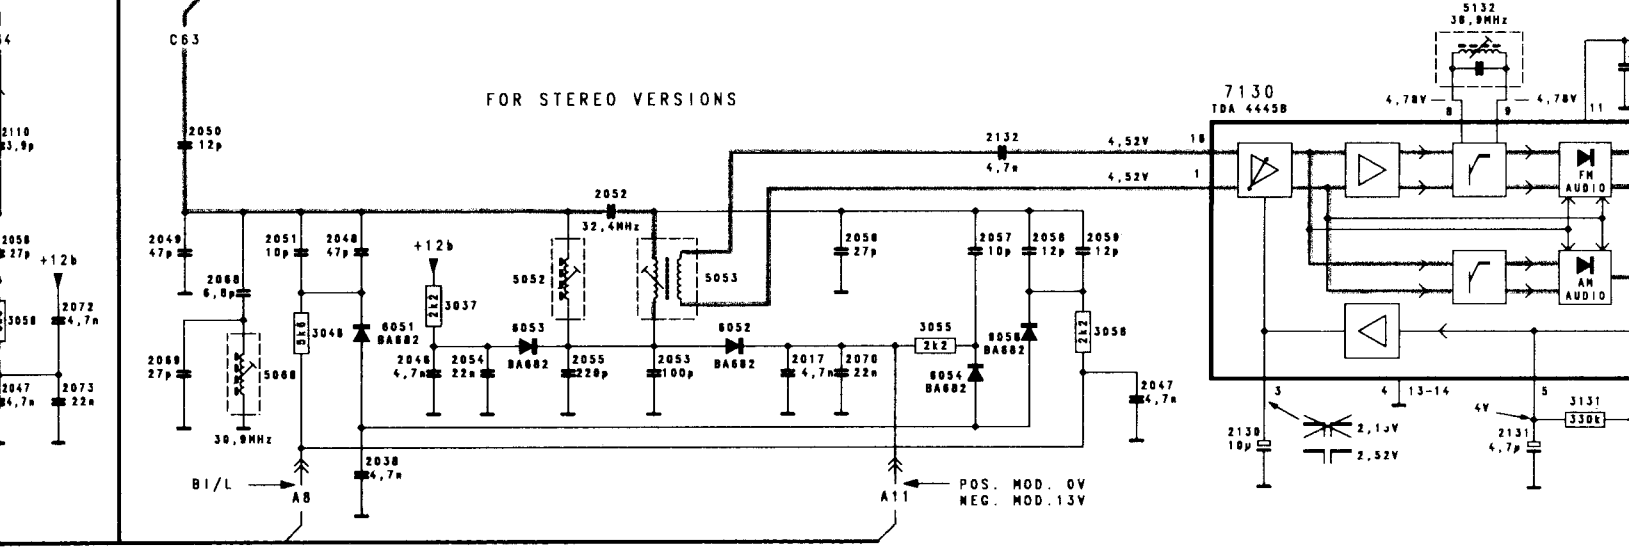 C63
FOR STEREO VERSIONS
5132
38,9MHz
7130
TDA 4445B
4,78V
8
9
4,78V
11
2110
3,9p
2050
12p
2132
4,7n
4,52V
16
4,52V
1
FM
AUDIO
2052
32,4MHz
2049
47p
2051
10p
2048
47p
+12b
5052
5053
2058
27p
2057
10p
2056
12p
2059
12p
27p
+12b
2068
6,8p
2k2
3037
AM
AUDIO
2072
4,7n
3058
5k6
3048
6051
BA682
6053
BA682
6052
BA682
3055
2k2
BA682
2k2
3056
2069
27p
5068
2046
4,7n
2054
22n
2055
220p
2053
100p
2017
4,7n
2070
22n
6054
BA682
2047
4,7n
2047
4,7n
2073
22n
3
4
13-14
5
30,9MHz
2130
10µ
2,13V
2,52V
4V
2131
4,7µ
3131
330k
2038
4,7n
BI/L
A8
A11
POS. MOD. 0V
NEG. MOD.13V